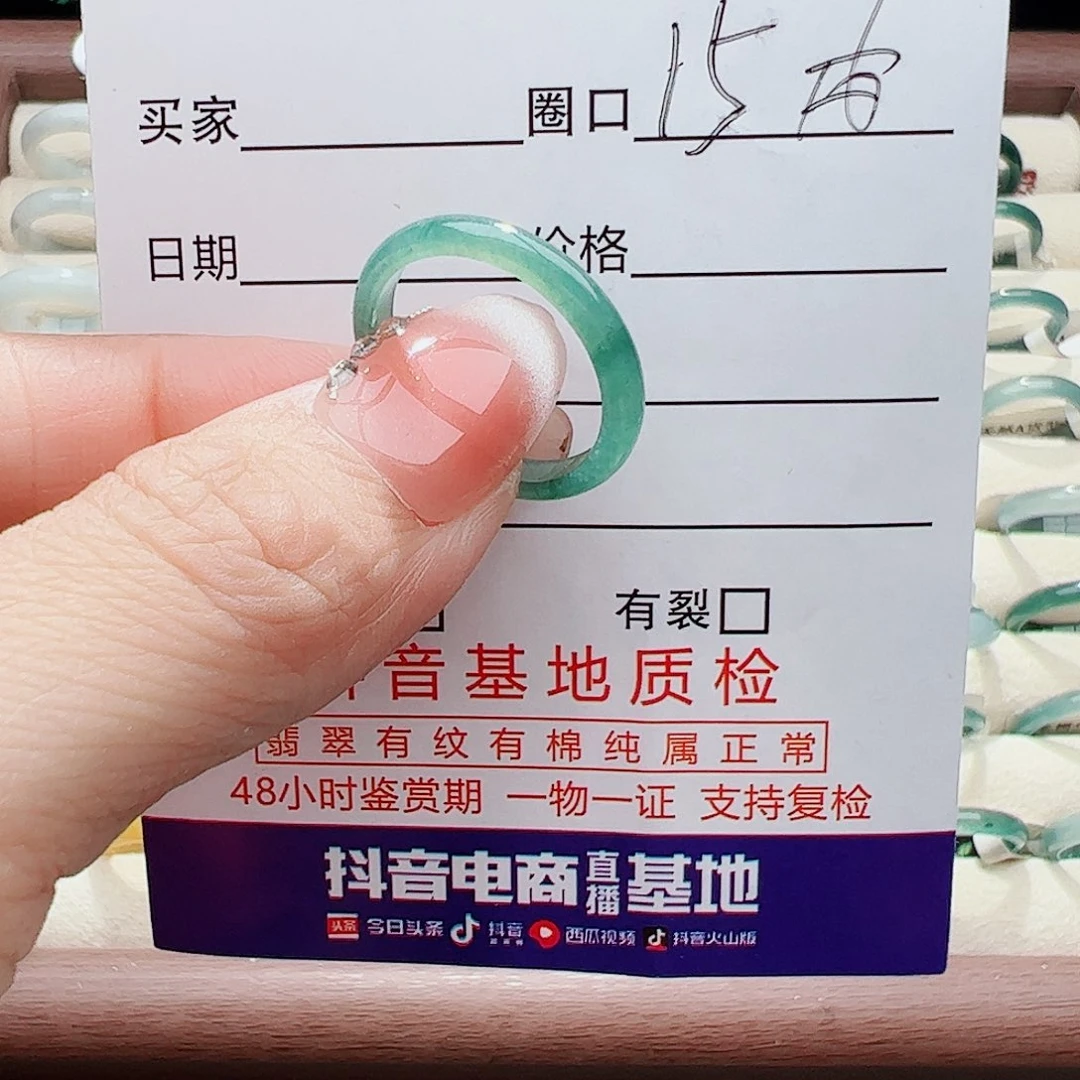 买家 圈口 15
日期 价格
有裂
音基地质检
翡翠有纹有棉纯属正常
48小时鉴赏期 一物一证 支持复检
抖音电商直播基地
头条 今日头条 抖音 西瓜视频 抖音火山版